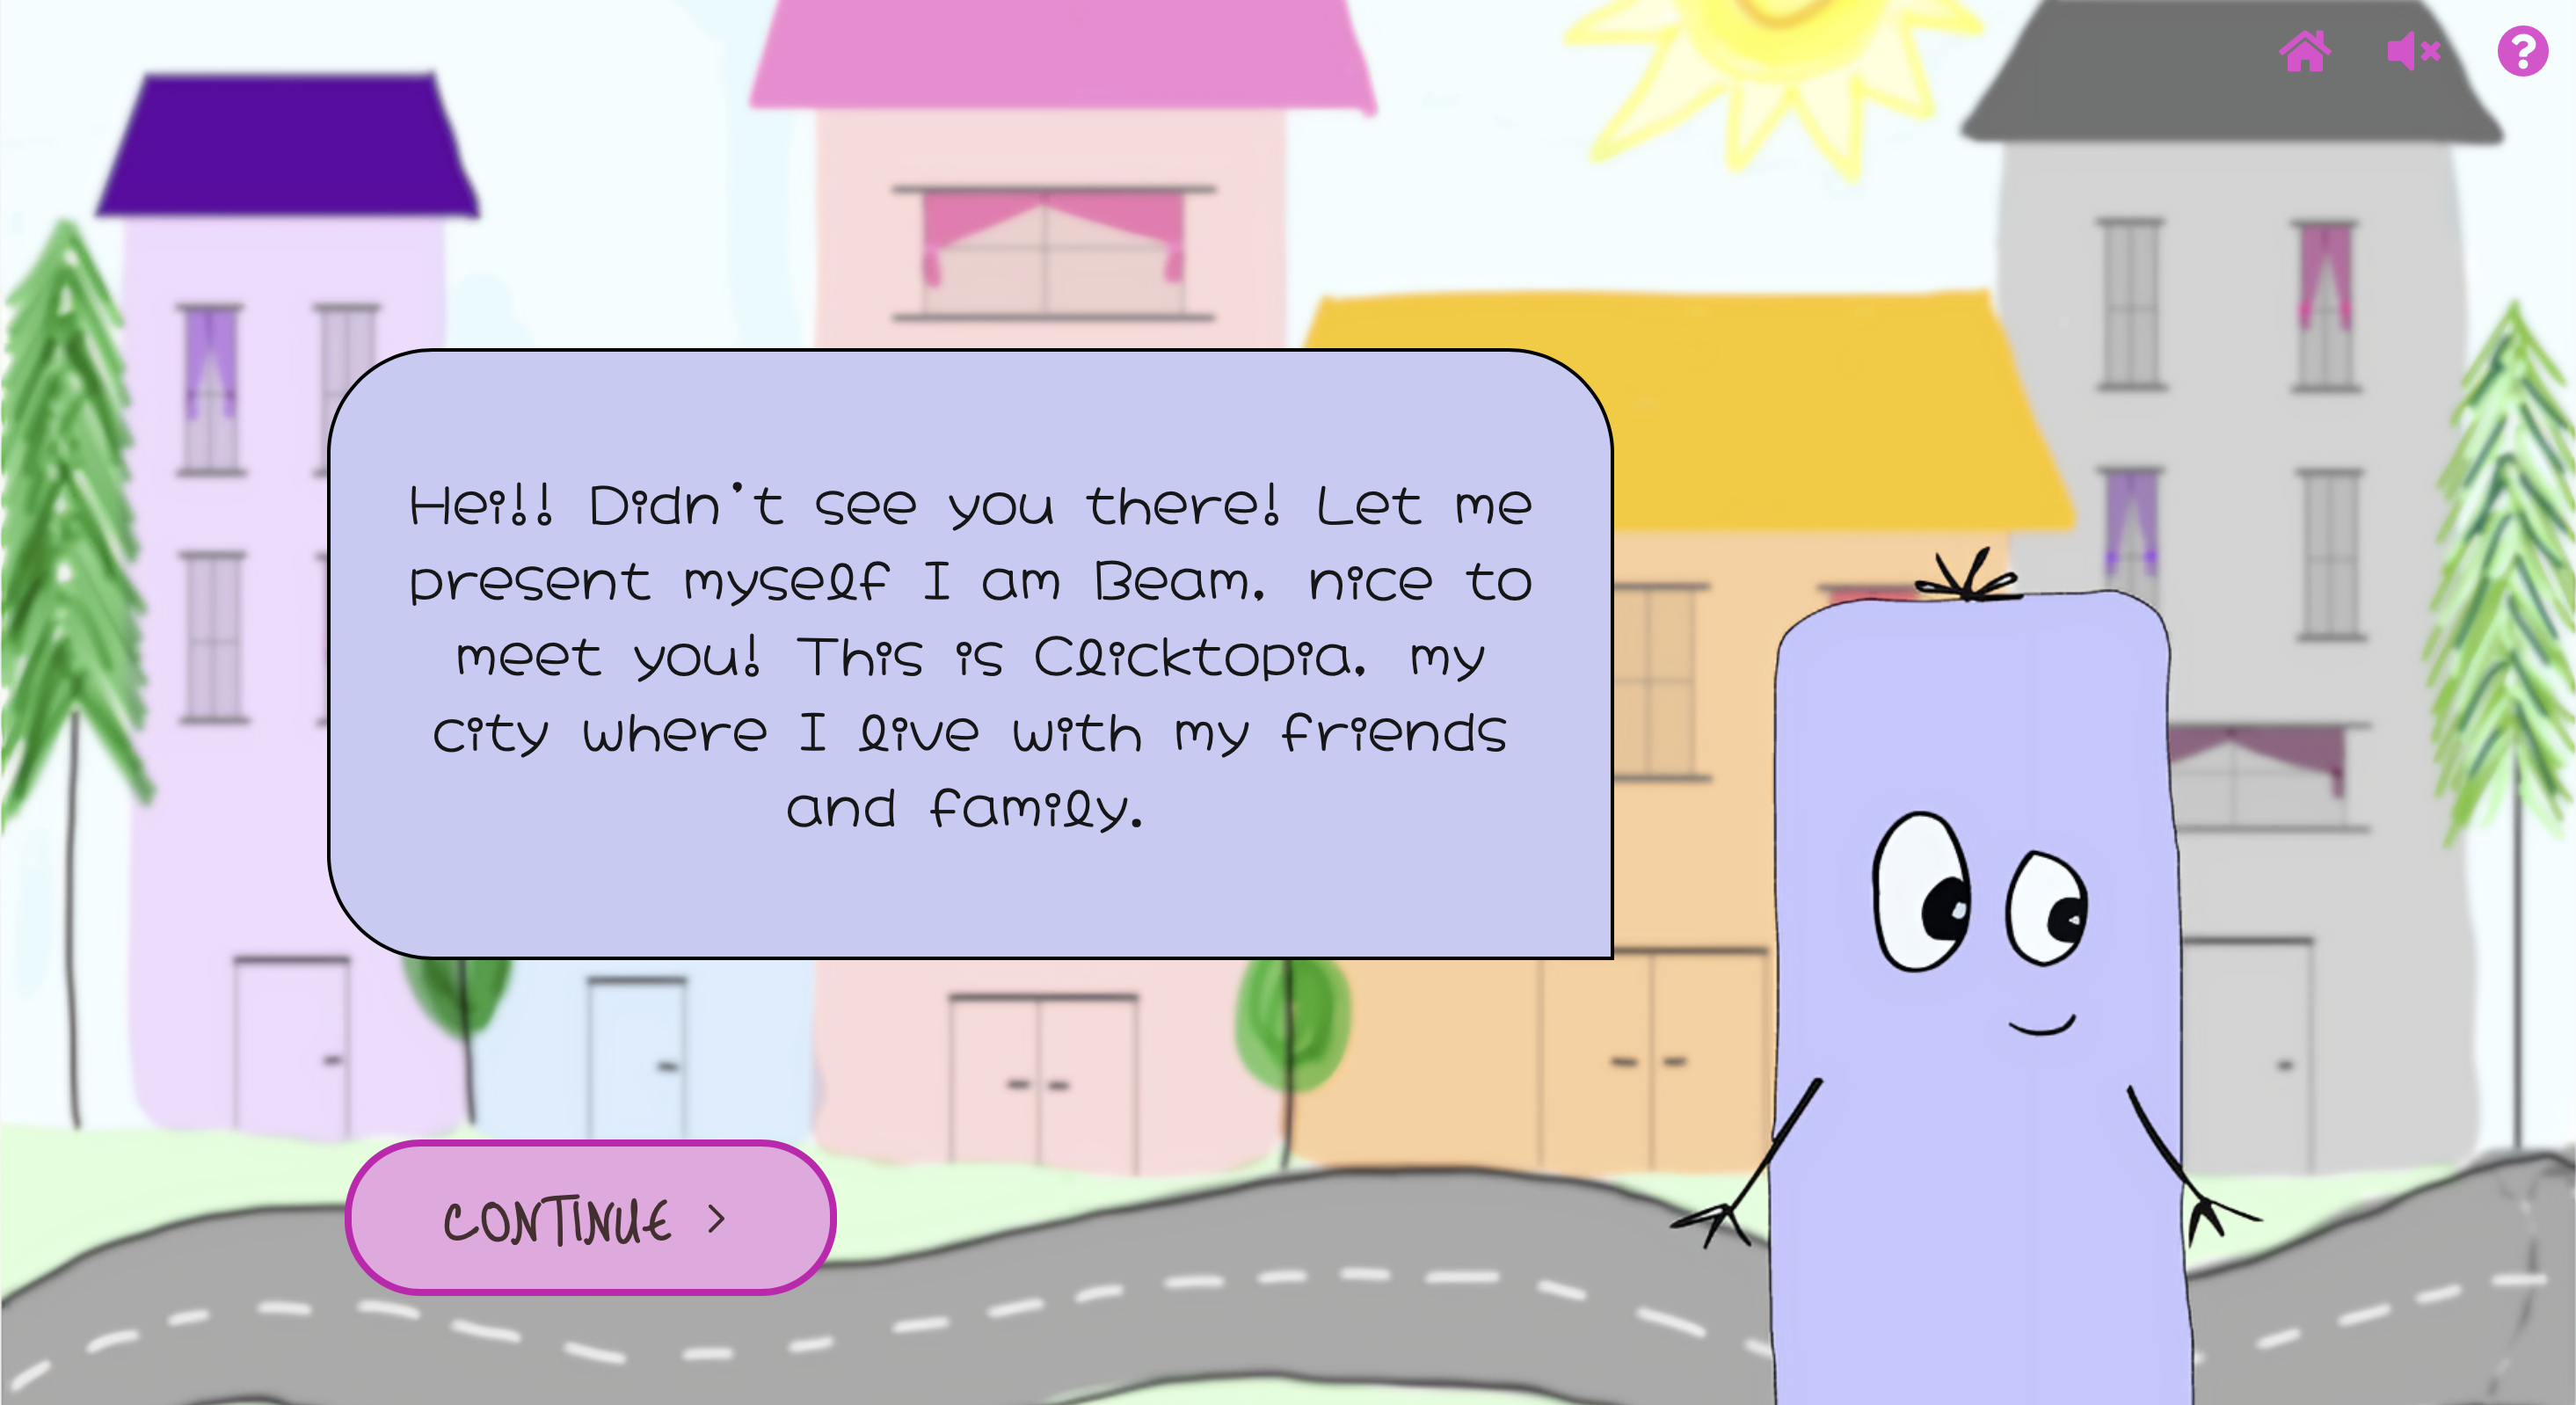 Hei!! Didn't see you there! Let me
present myself I am Beam, nice to
meet you! This is Clicktopia, my
city where I live with my friends
and family.
CONTINUE >